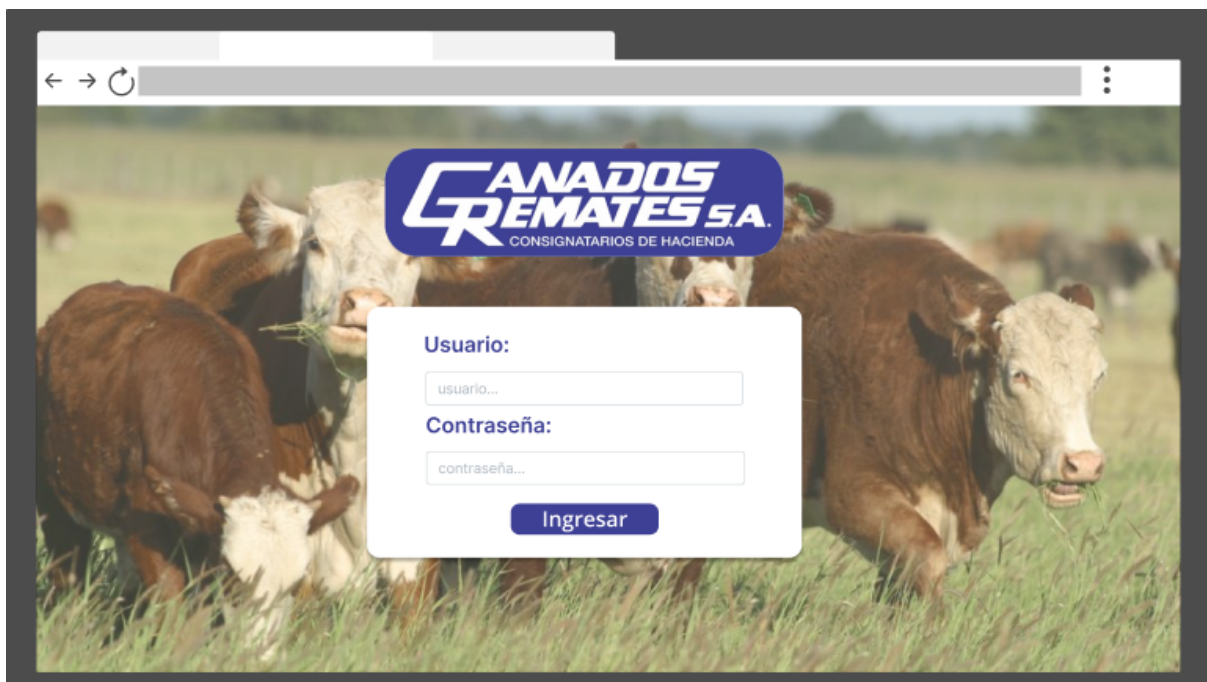 GANADOS
REMATES S.A.
CONSIGNATARIOS DE HACIENDA
Usuario:
usuario...
Contraseña:
contraseña...
Ingresar